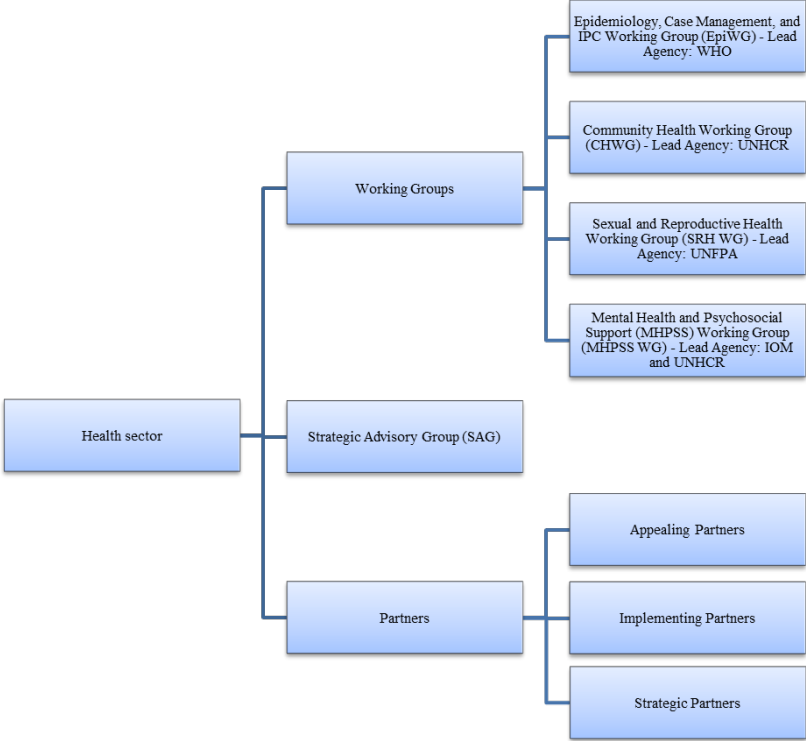 Health sector
Working Groups
Epidemiology, Case Management, and
IPC Working Group (EpiWG) - Lead
Agency: WHO
Community Health Working Group
(CHWG) - Lead Agency: UNHCR
Sexual and Reproductive Health
Working Group (SRH WG) - Lead
Agency: UNFPA
Mental Health and Psychosocial
Support (MHPSS) Working Group
(MHPSS WG) - Lead Agency: IOM
and UNHCR
Strategic Advisory Group (SAG)
Partners
Appealing Partners
Implementing Partners
Strategic Partners